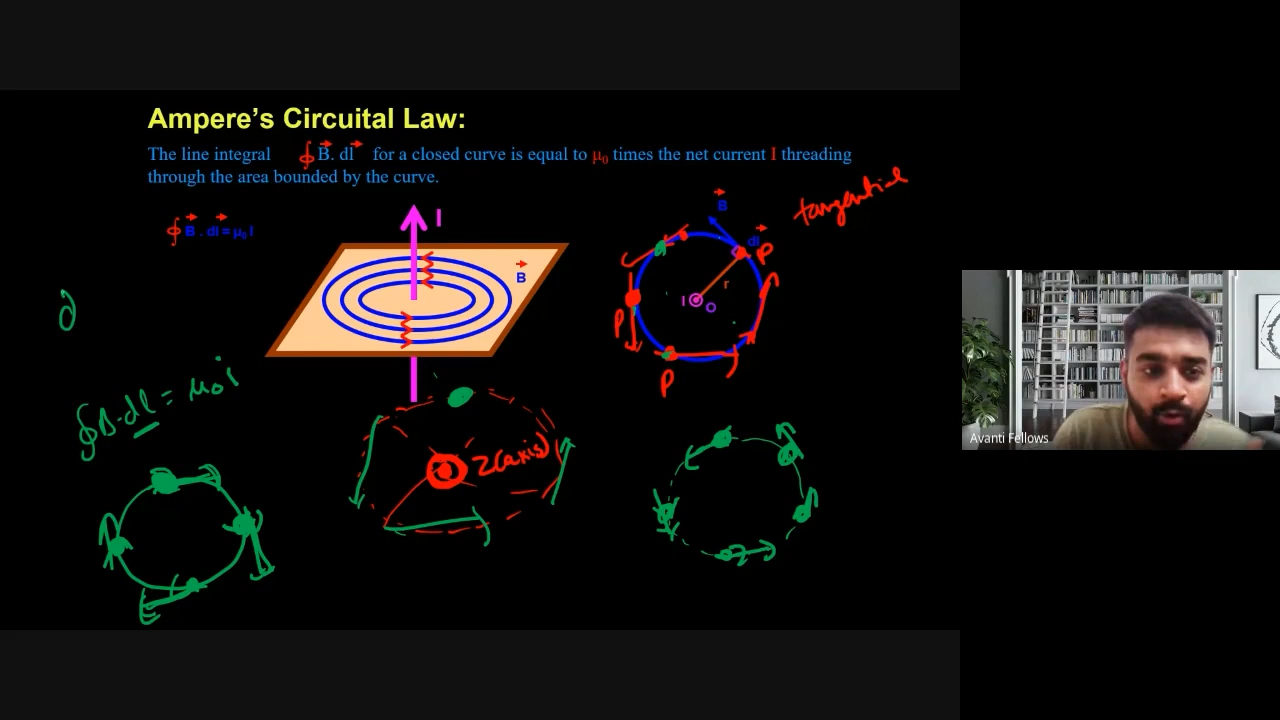 Ampere's Circuital Law:
The line integral ∮ B. dl for a closed curve is equal to μ₀ times the net current I threading
through the area bounded by the curve.
∮ B . dl = μ₀ I
I
B
B
dl
r
I O
P
P
P
tangential
∂
∮B.dl = μ₀ i
Z(axis)
Avanti Fellows